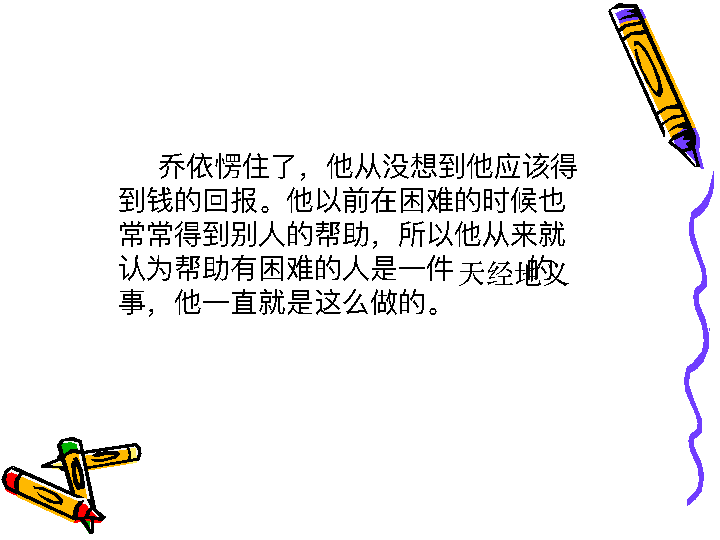 乔依愣住了，他从没想到他应该得
到钱的回报。他以前在困难的时候也
常常得到别人的帮助，所以他从来就
认为帮助有困难的人是一件天经地义的
事，他一直就是这么做的。